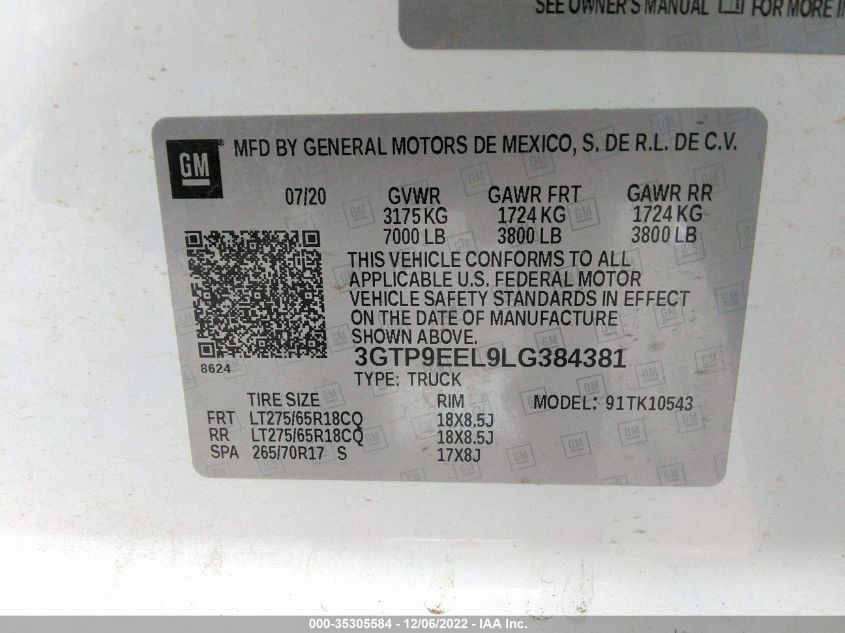 SEE OWNER'S MANUAL FOR MORE IN
GM MFD BY GENERAL MOTORS DE MEXICO, S. DE R.L. DE C.V.
07/20 GVWR GAWR FRT GAWR RR
3175 KG 1724 KG 1724 KG
7000 LB 3800 LB 3800 LB
THIS VEHICLE CONFORMS TO ALL
APPLICABLE U.S. FEDERAL MOTOR
VEHICLE SAFETY STANDARDS IN EFFECT
ON THE DATE OF MANUFACTURE
SHOWN ABOVE.
8624
3GTP9EEL9LG384381
TYPE: TRUCK
TIRE SIZE RIM MODEL: 91TK10543
FRT LT275/65R18CQ 18X8.5J
RR LT275/65R18CQ 18X8.5J
SPA 265/70R17 S 17X8J
000-35305584 - 12/06/2022 - IAA Inc.